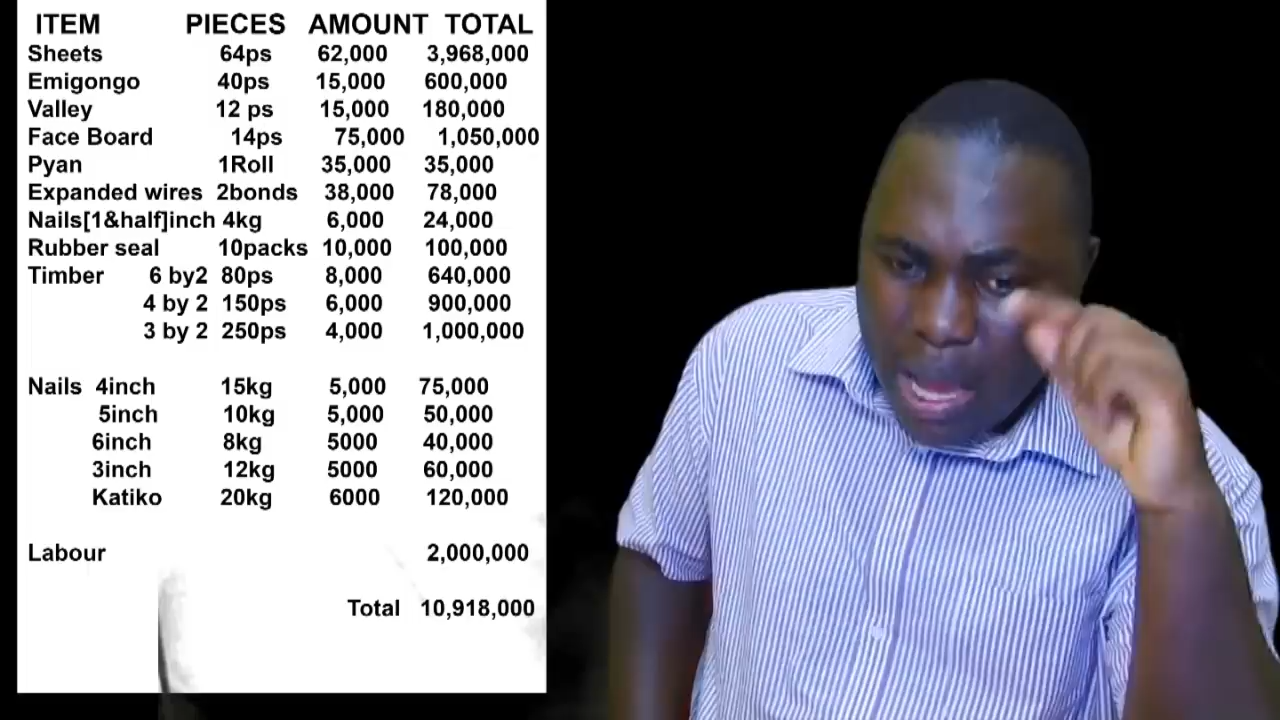 ITEM PIECES AMOUNT TOTAL
Sheets 64ps 62,000 3,968,000
Emigongo 40ps 15,000 600,000
Valley 12 ps 15,000 180,000
Face Board 14ps 75,000 1,050,000
Pyan 1Roll 35,000 35,000
Expanded wires 2bonds 38,000 78,000
Nails[1&half]inch 4kg 6,000 24,000
Rubber seal 10packs 10,000 100,000
Timber 6 by2 80ps 8,000 640,000
4 by 2 150ps 6,000 900,000
3 by 2 250ps 4,000 1,000,000
Nails 4inch 15kg 5,000 75,000
5inch 10kg 5,000 50,000
6inch 8kg 5000 40,000
3inch 12kg 5000 60,000
Katiko 20kg 6000 120,000
Labour 2,000,000
Total 10,918,000